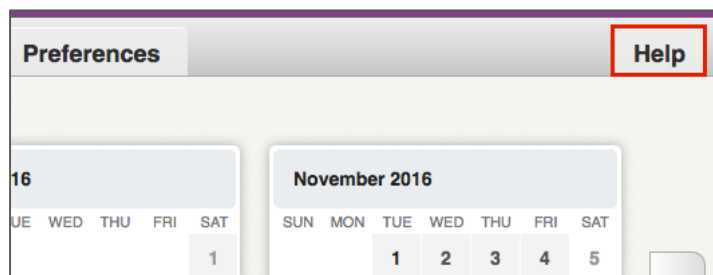 Preferences Help
16 November 2016
UE WED THU FRI SAT SUN MON TUE WED THU FRI SAT
1 1 2 3 4 5